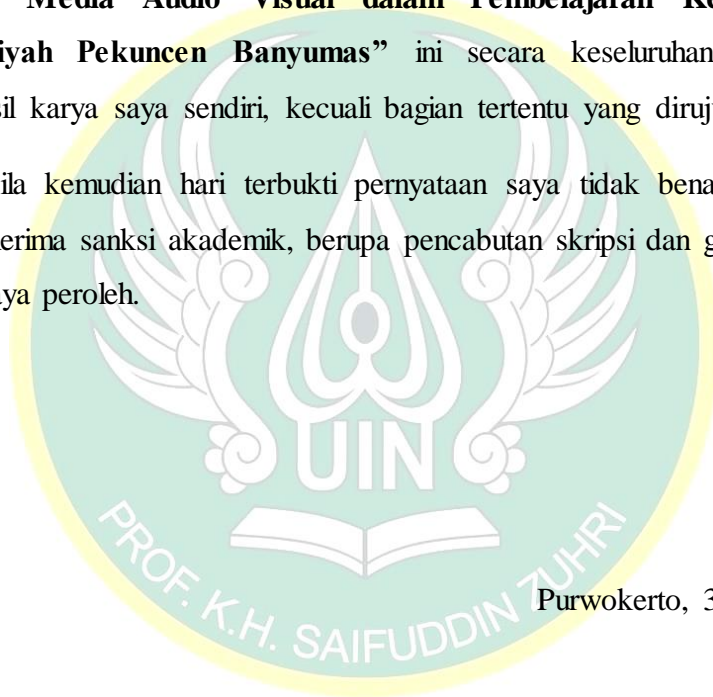 Media Audio Visual dalam Pembelajaran Ke
iyah Pekuncen Banyumas” ini secara keseluruhan
sil karya saya sendiri, kecuali bagian tertentu yang diruj
ila kemudian hari terbukti pernyataan saya tidak bena
erima sanksi akademik, berupa pencabutan skripsi dan g
aya peroleh.
UIN
PROF. K.H. SAIFUDDIN ZUHRI
Purwokerto, 3